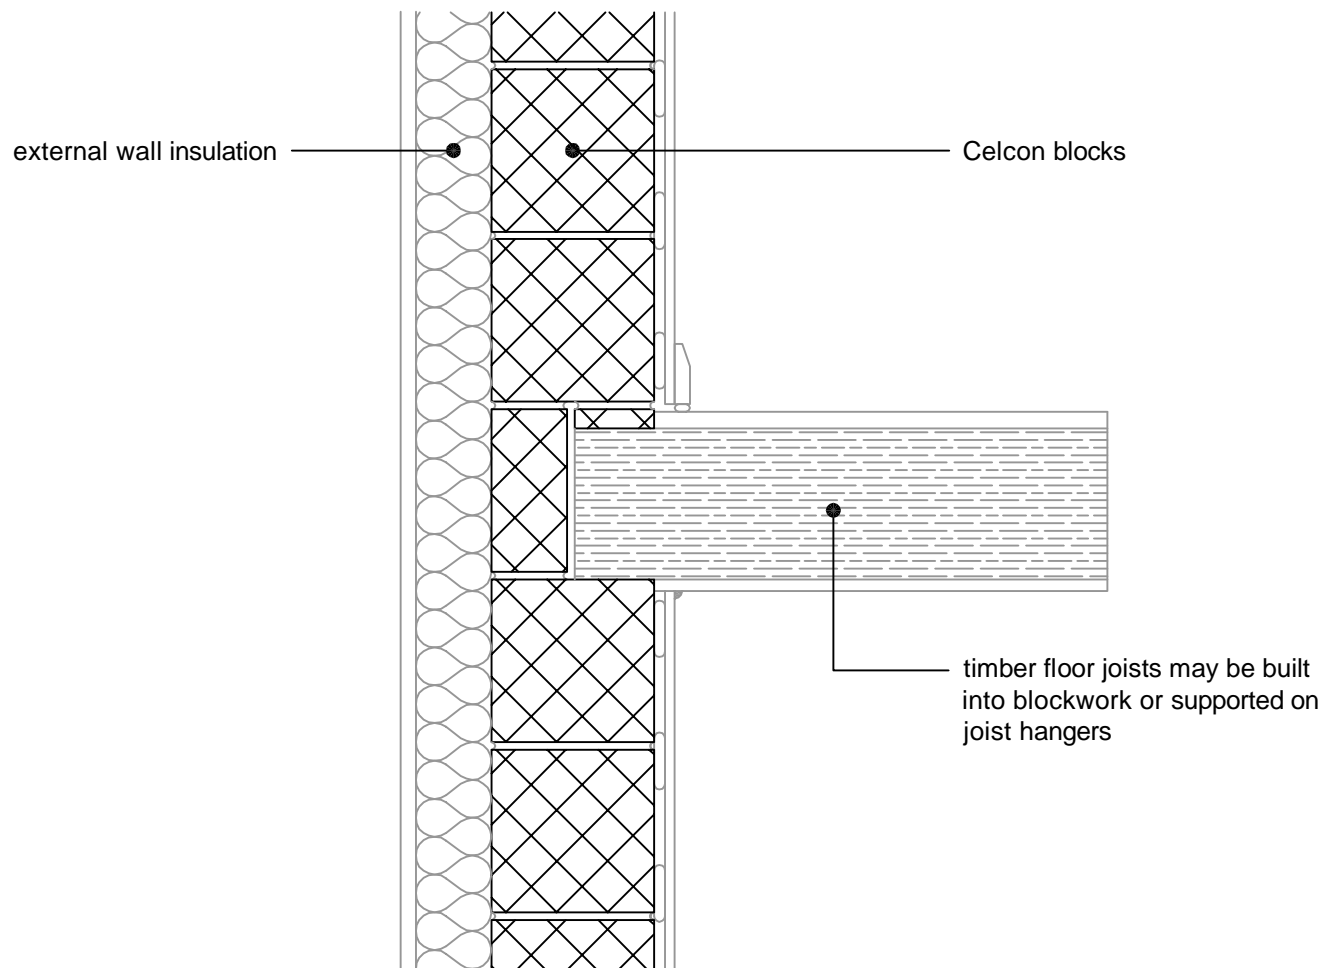 external wall insulation
Celcon blocks
timber floor joists may be built
into blockwork or supported on
joist hangers